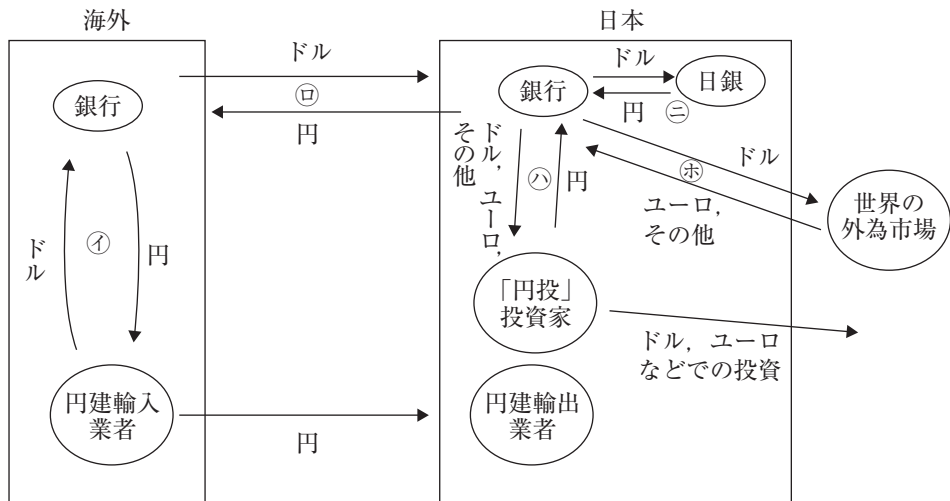 海外
日本
ドル
㋺
円
銀行
銀行
ドル
円
㋥
日銀
ドル，ユーロ，
その他
㋩
円
㋭
ドル
ユーロ，
その他
世界の
外為市場
ドル
㋑
円
「円投」
投資家
ドル，ユーロ
などでの投資
円建輸入
業者
円
円建輸出
業者